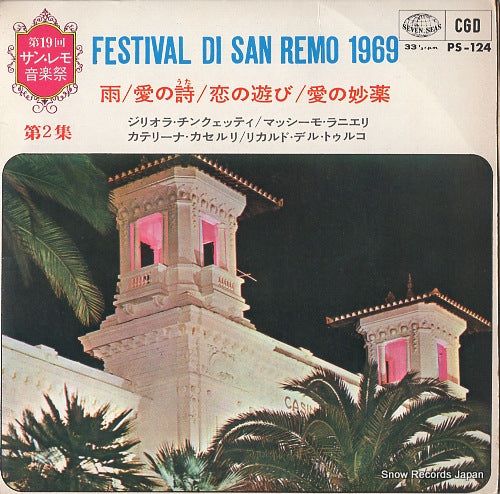 第19回
サン・レモ
音楽祭
第2集
FESTIVAL DI SAN REMO 1969
SEVEN SEAS
33⅓r.p.m
CGD
PS-124
うた
雨/愛の詩/恋の遊び/愛の妙薬
ジリオラ・チンクェッティ/マッシーモ・ラニエリ
カテリーナ・カセルリ/リカルド・デル・トゥルコ
CASIN
Snow Records Japan